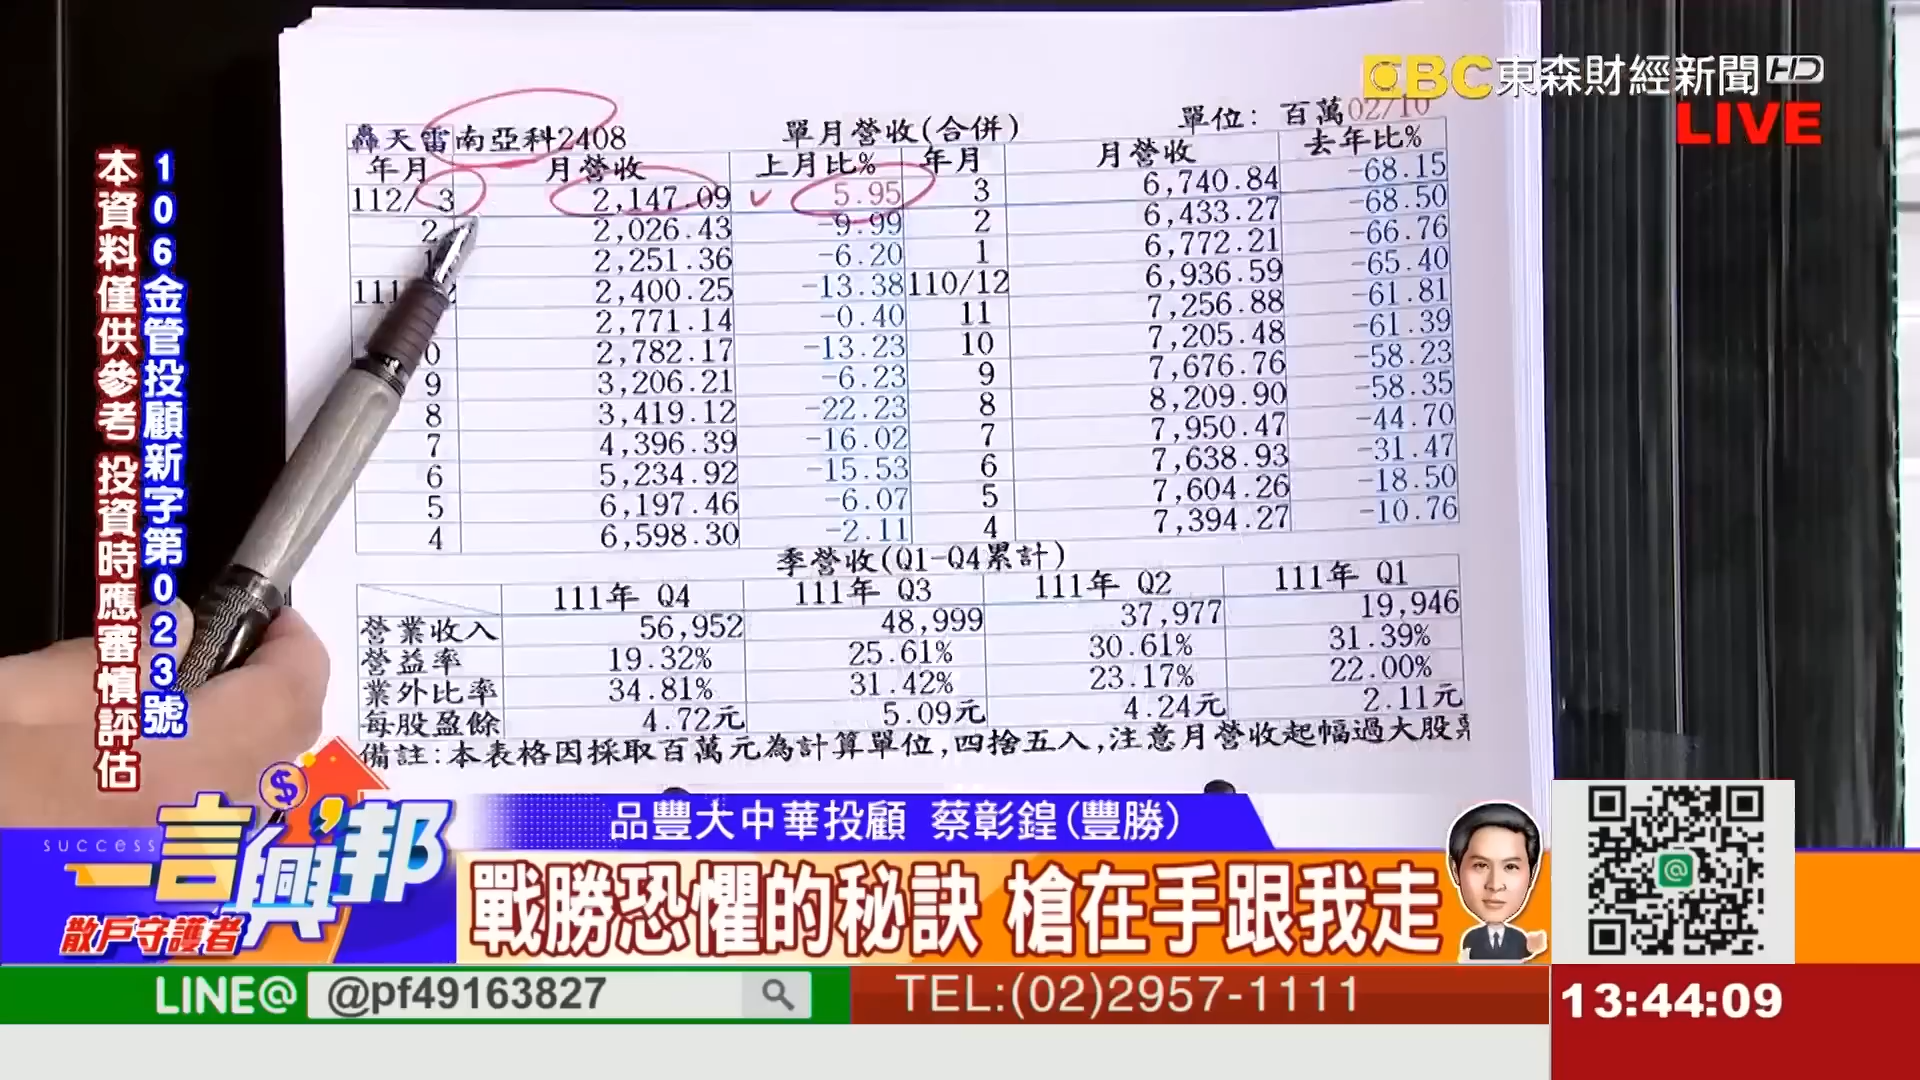 EBC 東森財經新聞 HD
LIVE
02/10
轟天雷 南亞科2408 單月營收(合併) 單位: 百萬
年月 月營收 上月比% 年月 月營收 去年比%
112/ 3 2,147.09 5.95 3 6,740.84 -68.15
2 2,026.43 -9.99 2 6,433.27 -68.50
2,251.36 -6.20 1 6,772.21 -66.76
111 2,400.25 -13.38 110/12 6,936.59 -65.40
2,771.14 -0.40 11 7,256.88 -61.81
0 2,782.17 -13.23 10 7,205.48 -61.39
9 3,206.21 -6.23 9 7,676.76 -58.23
8 3,419.12 -22.23 8 8,209.90 -58.35
7 4,396.39 -16.02 7 7,950.47 -44.70
6 5,234.92 -15.53 6 7,638.93 -31.47
5 6,197.46 -6.07 5 7,604.26 -18.50
4 6,598.30 -2.11 4 7,394.27 -10.76
季營收(Q1-Q4累計)
111年 Q4 111年 Q3 111年 Q2 111年 Q1
營業收入 56,952 48,999 37,977 19,946
營益率 19.32% 25.61% 30.61% 31.39%
業外比率 34.81% 31.42% 23.17% 22.00%
每股盈餘 4.72元 5.09元 4.24元 2.11元
備註:本表格因採取百萬元為計算單位,四捨五入,注意月營收起幅過大股
106金管投顧新字第023號
本資料僅供參考 投資時應審慎評估
success
一言興邦
散戶守護者
品豐大中華投顧 蔡彰鍠(豐勝)
戰勝恐懼的秘訣 槍在手跟我走
LINE@ @pf49163827
TEL:(02)2957-1111
13:44:09